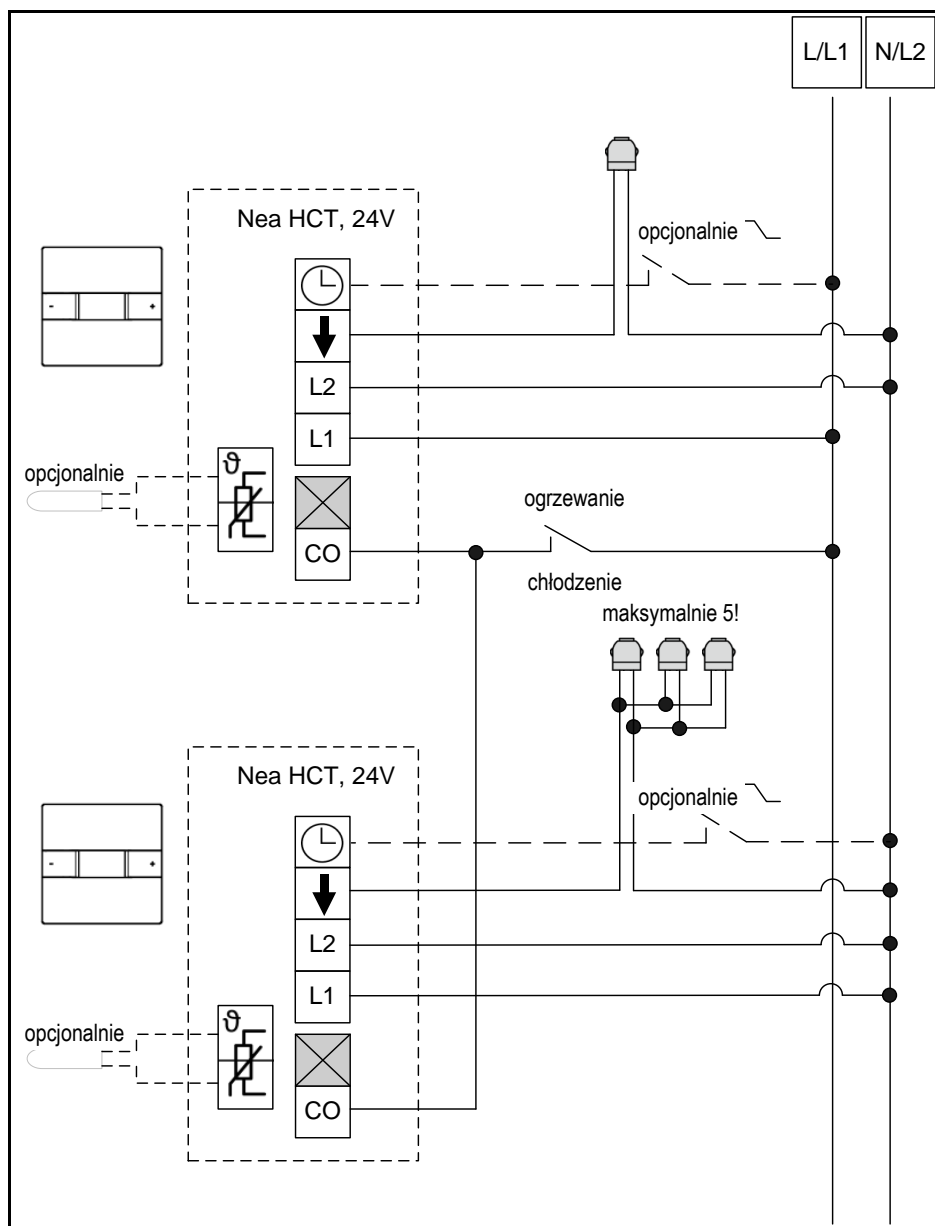 L/L1 N/L2
Nea HCT, 24V
opcjonalnie
- +
L2
L1
opcjonalnie
ϑ
ogrzewanie
CO
chłodzenie
maksymalnie 5!
Nea HCT, 24V
opcjonalnie
- +
L2
L1
opcjonalnie
ϑ
CO